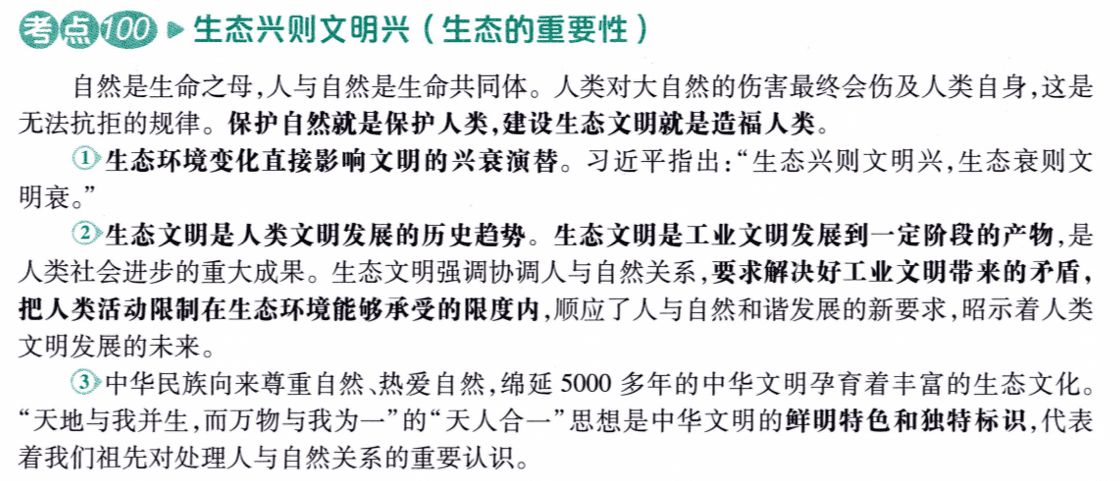 考点100 ▶ 生态兴则文明兴（生态的重要性）
自然是生命之母,人与自然是生命共同体。人类对大自然的伤害最终会伤及人类自身,这是
无法抗拒的规律。保护自然就是保护人类,建设生态文明就是造福人类。
①生态环境变化直接影响文明的兴衰演替。习近平指出:“生态兴则文明兴,生态衰则文
明衰。”
②生态文明是人类文明发展的历史趋势。生态文明是工业文明发展到一定阶段的产物,是
人类社会进步的重大成果。生态文明强调协调人与自然关系,要求解决好工业文明带来的矛盾,
把人类活动限制在生态环境能够承受的限度内,顺应了人与自然和谐发展的新要求,昭示着人类
文明发展的未来。
③中华民族向来尊重自然、热爱自然,绵延 5000 多年的中华文明孕育着丰富的生态文化。
“天地与我并生,而万物与我为一”的“天人合一”思想是中华文明的鲜明特色和独特标识,代表
着我们祖先对处理人与自然关系的重要认识。